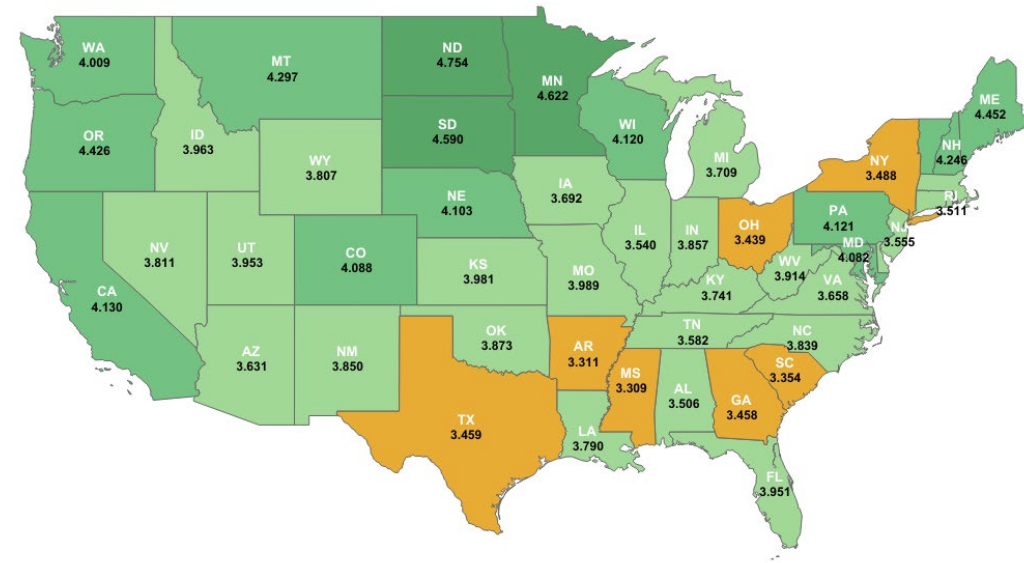 WA
4.009
MT
4.297
ND
4.754
MN
4.622
ME
4.452
OR
4.426
ID
3.963
SD
4.590
WI
4.120
NH
4.246
WY
3.807
MI
3.709
NY
3.488
IA
3.692
NE
4.103
RI
3.511
PA
4.121
NV
3.811
UT
3.953
CO
4.088
KS
3.981
IL
3.540
IN
3.857
OH
3.439
NJ
3.555
MD
4.082
WV
3.914
CA
4.130
MO
3.989
KY
3.741
VA
3.658
AZ
3.631
NM
3.850
OK
3.873
AR
3.311
TN
3.582
NC
3.839
SC
3.354
MS
3.309
AL
3.506
GA
3.458
TX
3.459
LA
3.790
FL
3.951